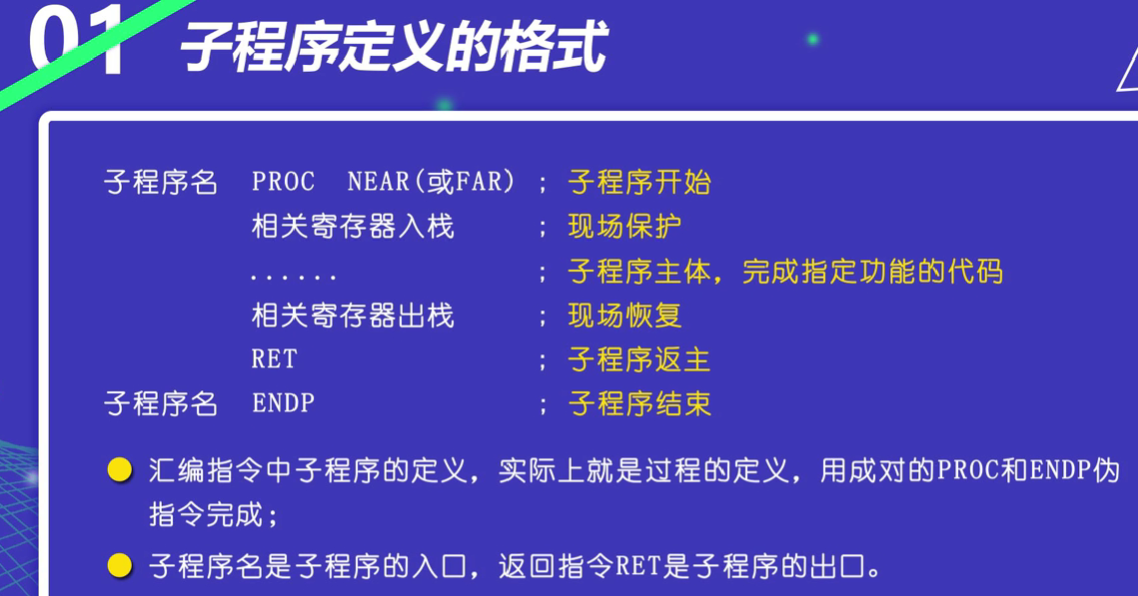 01 子程序定义的格式
子程序名 PROC NEAR(或FAR) ; 子程序开始
相关寄存器入栈 ; 现场保护
...... ; 子程序主体，完成指定功能的代码
相关寄存器出栈 ; 现场恢复
RET ; 子程序返主
子程序名 ENDP ; 子程序结束
汇编指令中子程序的定义，实际上就是过程的定义，用成对的PROC和ENDP伪
指令完成；
子程序名是子程序的入口，返回指令RET是子程序的出口。